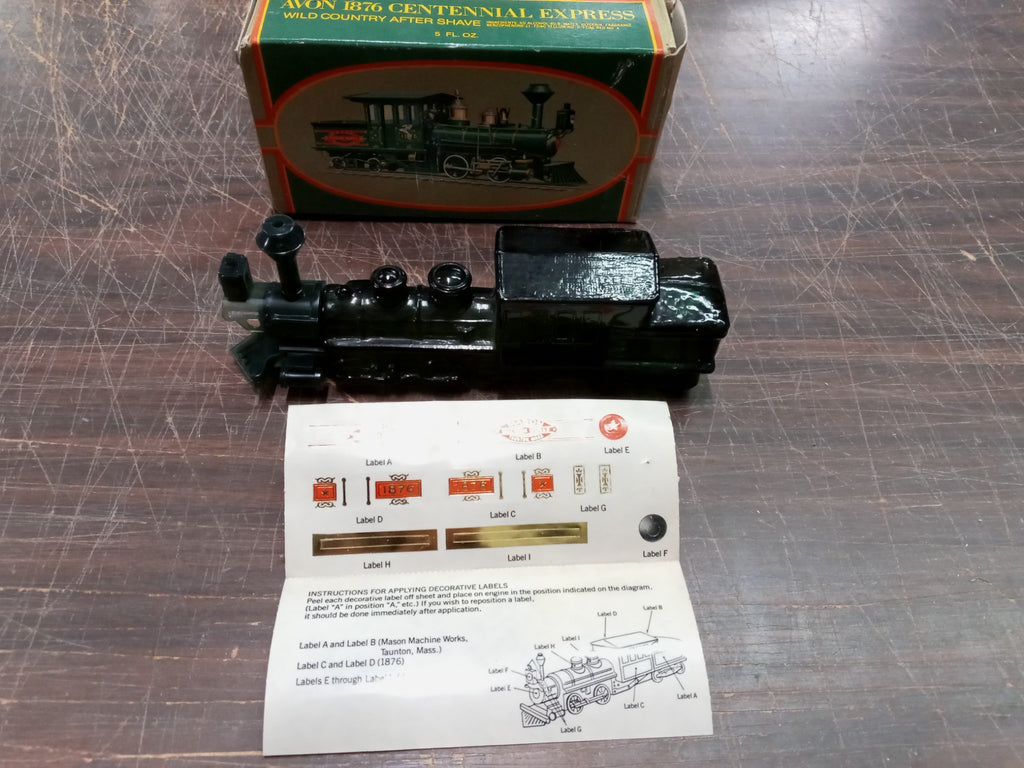 AVON 1876 CENTENNIAL EXPRESS
WILD COUNTRY AFTER SHAVE
5 FL. OZ.
Label A
Label B
Label E
1876
1876
Label D
Label C
Label G
Label H
Label I
Label F
INSTRUCTIONS FOR APPLYING DECORATIVE LABELS
Peel each decorative label off sheet and place on engine in the position indicated on the diagram.
(Label "A" in position "A," etc.) If you wish to reposition a label,
it should be done immediately after application.
Label A and Label B (Mason Machine Works,
Taunton, Mass.)
Label C and Label D (1876)
Labels E through
Label D
Label B
Label I
Label H
Label F
Label E
Label A
Label C
Label G